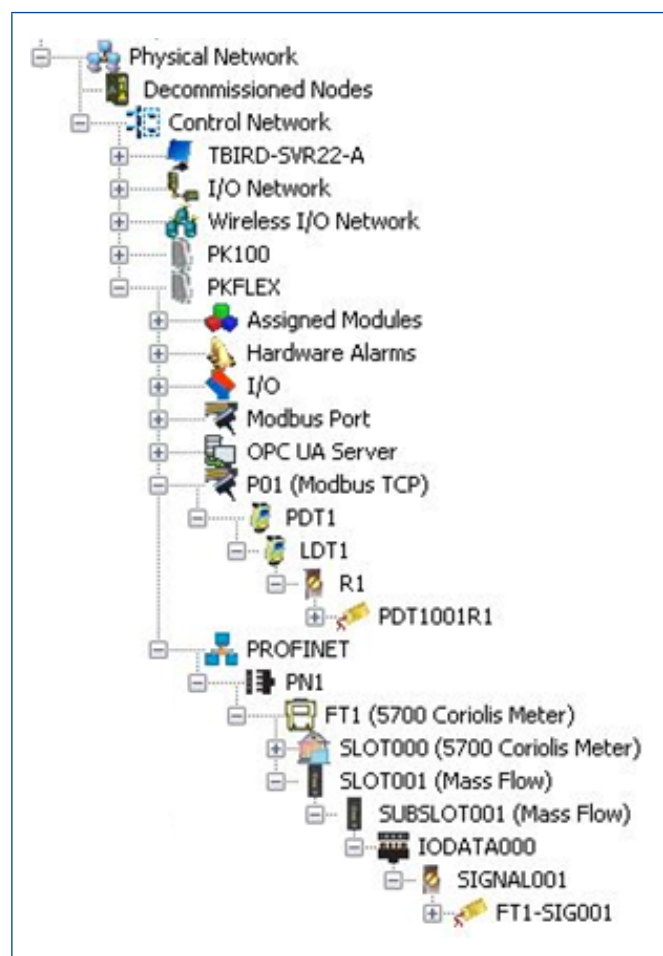 Physical Network
Decommissioned Nodes
Control Network
TBIRD-SVR22-A
I/O Network
Wireless I/O Network
PK100
PKFLEX
Assigned Modules
Hardware Alarms
I/O
Modbus Port
OPC UA Server
P01 (Modbus TCP)
PDT1
LDT1
R1
PDT1001R1
PROFINET
PN1
FT1 (5700 Coriolis Meter)
SLOT000 (5700 Coriolis Meter)
SLOT001 (Mass Flow)
SUBSLOT001 (Mass Flow)
IODATA000
SIGNAL001
FT1-SIG001